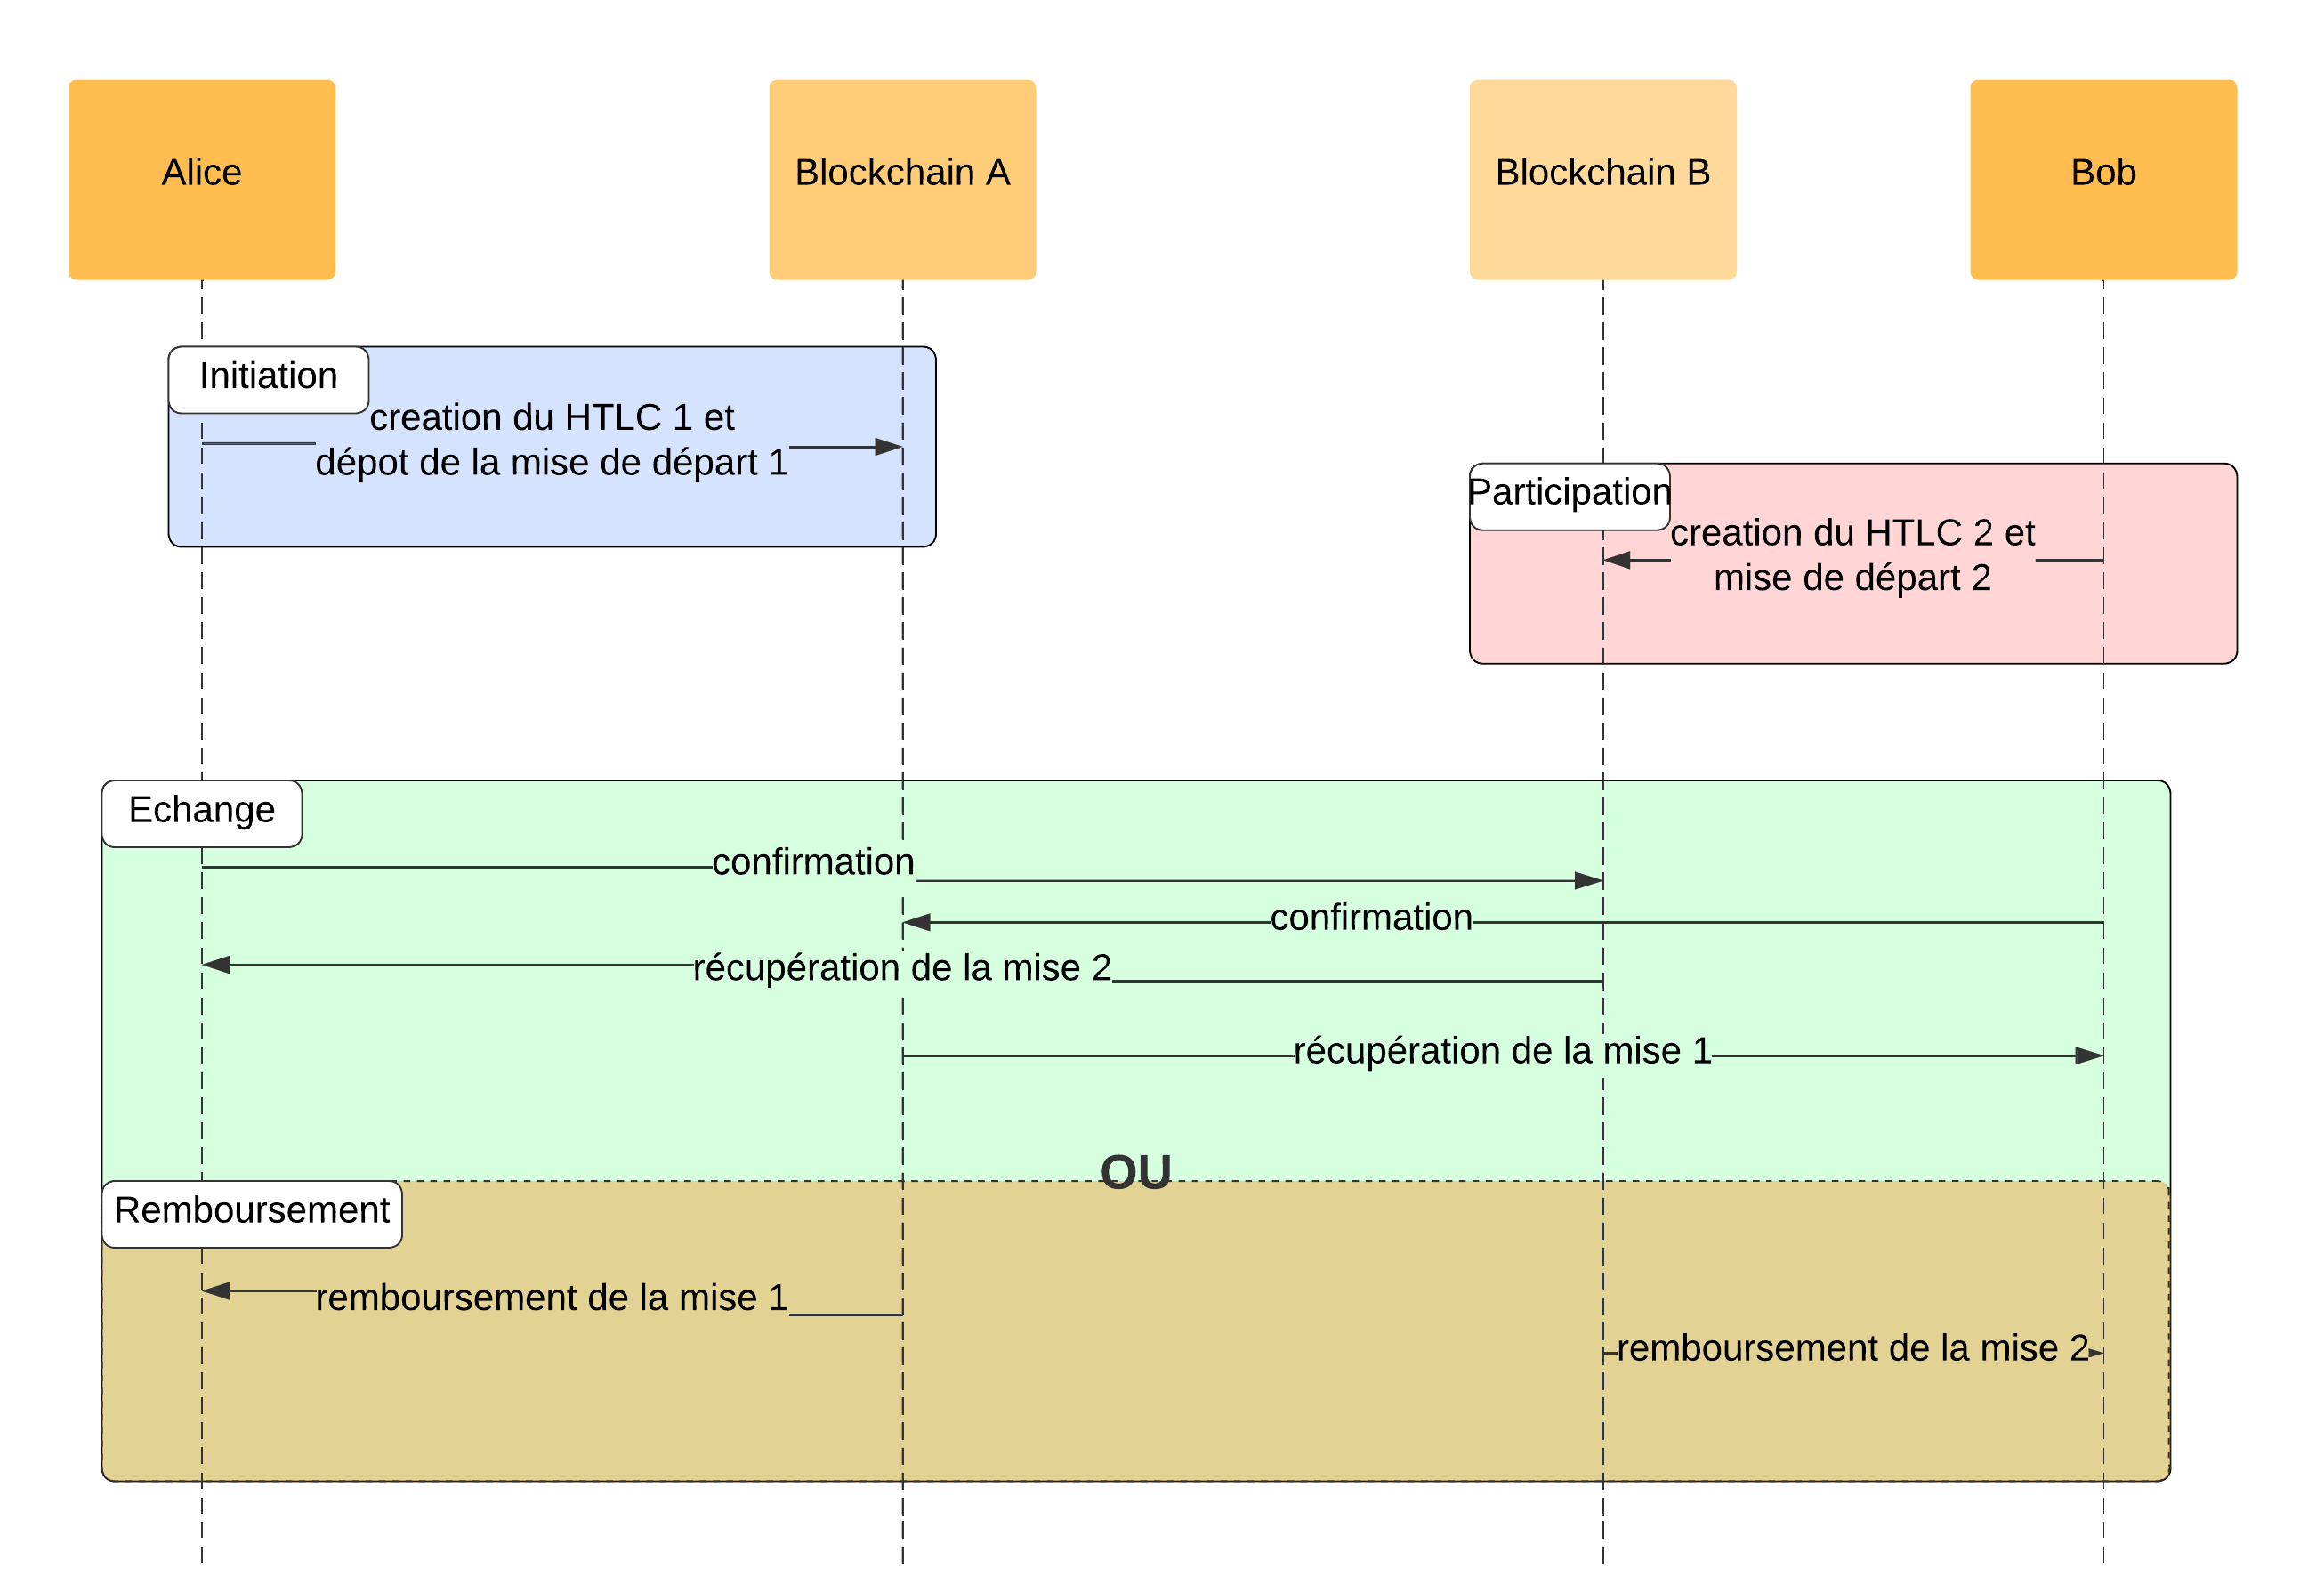 Alice
Blockchain A
Blockchain B
Bob
Initiation
creation du HTLC 1 et
dépot de la mise de départ 1
Participation
creation du HTLC 2 et
mise de départ 2
Echange
confirmation
confirmation
récupération de la mise 2
récupération de la mise 1
OU
Remboursement
remboursement de la mise 1
remboursement de la mise 2